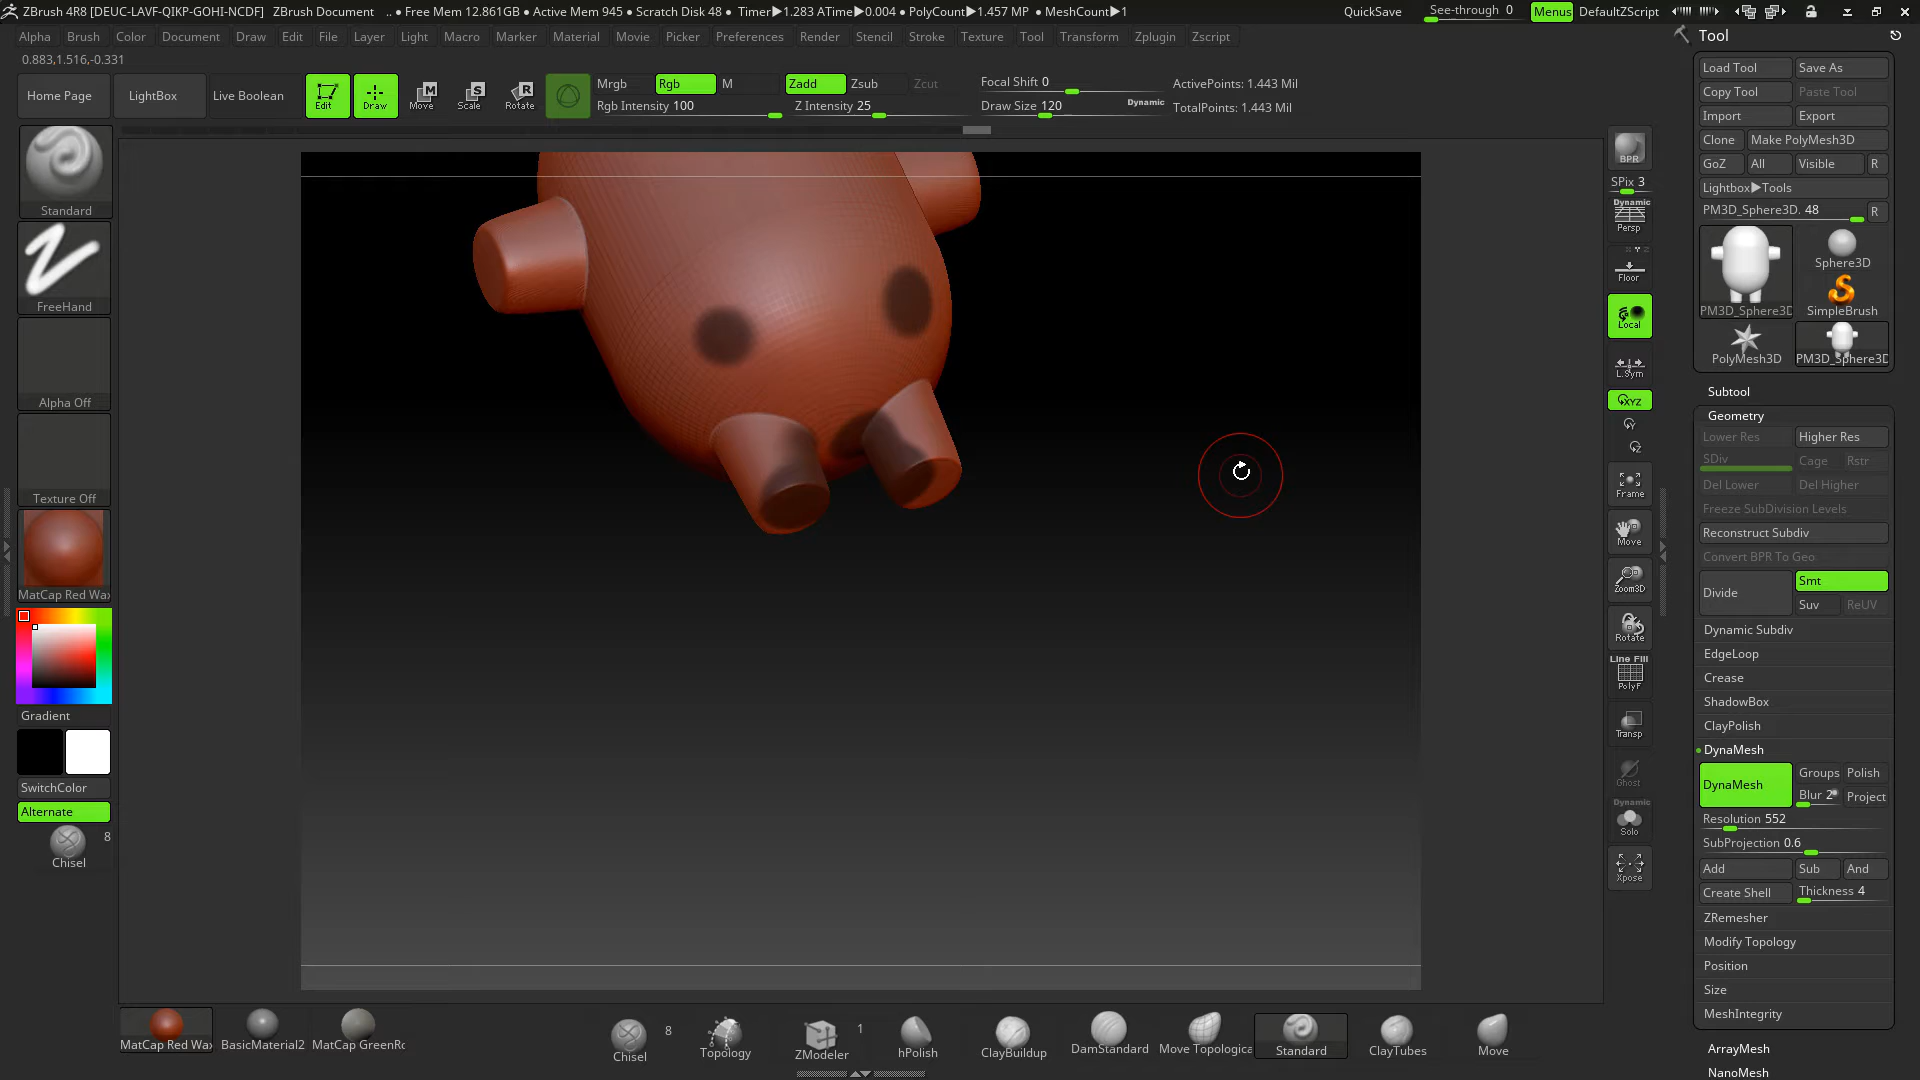 ZBrush 4R8 [DEUC-LAVF-QIKP-GOHI-NCDF] ZBrush Document .. ● Free Mem 12.861GB ● Active Mem 945 ● Scratch Disk 48 ● Timer▶1.283 ATime▶0.004 ● PolyCount▶1.457 MP ● MeshCount▶1 QuickSave See-through 0 Menus DefaultZScript
Alpha Brush Color Document Draw Edit File Layer Light Macro Marker Material Movie Picker Preferences Render Stencil Stroke Texture Tool Transform Zplugin Zscript
0.883,1.516,-0.331
Home Page LightBox Live Boolean Edit Draw Move Scale Rotate
Mrgb Rgb M Zadd Zsub Zcut Focal Shift 0 ActivePoints: 1.443 Mil
Rgb Intensity 100 Z Intensity 25 Draw Size 120 Dynamic TotalPoints: 1.443 Mil
Standard
FreeHand
Alpha Off
Texture Off
MatCap Red Wax
Gradient
SwitchColor
Alternate
8
Chisel
BPR
SPix 3
Dynamic
Persp
Floor
Local
L.Sym
XYZ
Y
Z
Frame
Move
Zoom3D
Rotate
Line Fill
PolyF
Transp
Ghost
Dynamic
Solo
Xpose
Tool
Load Tool Save As
Copy Tool Paste Tool
Import Export
Clone Make PolyMesh3D
GoZ All Visible R
Lightbox▶Tools
PM3D_Sphere3D. 48 R
Sphere3D
PM3D_Sphere3D SimpleBrush
PolyMesh3D PM3D_Sphere3D
Subtool
Geometry
Lower Res Higher Res
SDiv Cage Rstr
Del Lower Del Higher
Freeze SubDivision Levels
Reconstruct Subdiv
Convert BPR To Geo
Divide Smt
Suv ReUV
Dynamic Subdiv
EdgeLoop
Crease
ShadowBox
ClayPolish
DynaMesh
DynaMesh Groups Polish
Blur 2 Project
Resolution 552
SubProjection 0.6
Add Sub And
Create Shell Thickness 4
ZRemesher
Modify Topology
Position
Size
MeshIntegrity
ArrayMesh
NanoMesh
MatCap Red Wax BasicMaterial2 MatCap GreenRo
8 1
Chisel Topology ZModeler hPolish ClayBuildup DamStandard Move Topologica Standard ClayTubes Move